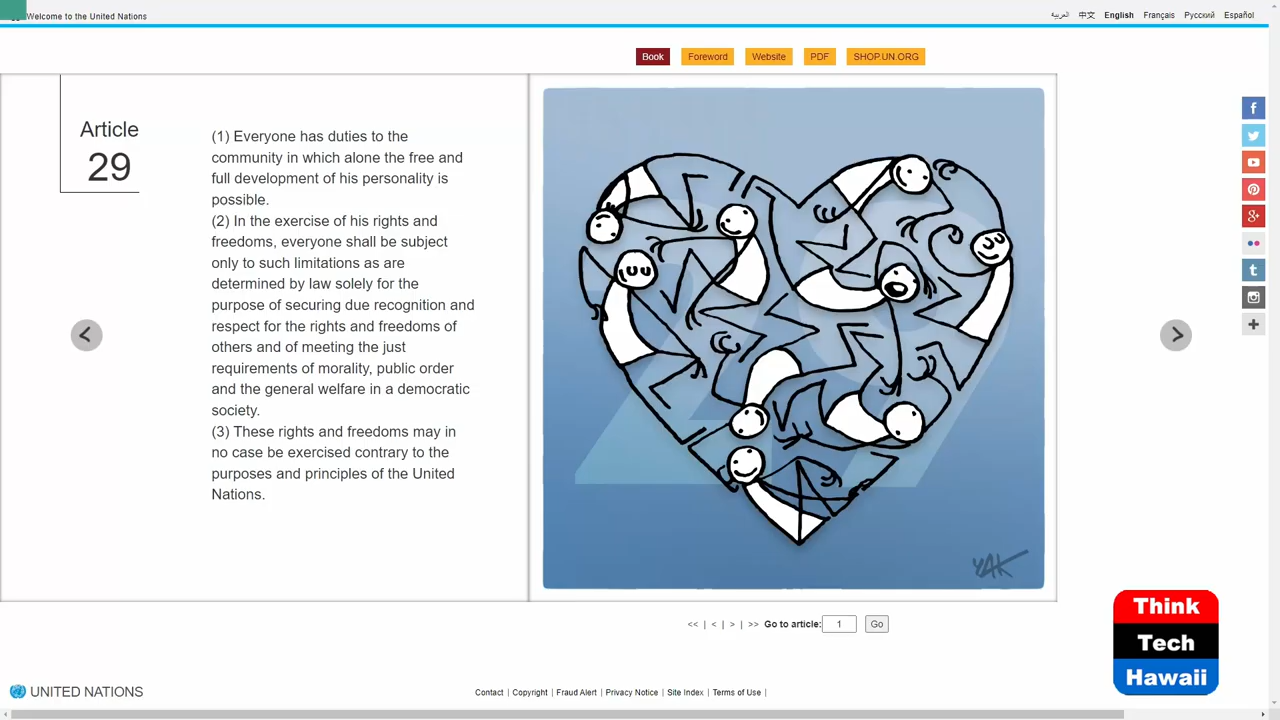 Welcome to the United Nations
العربية 中文 English Français Русский Español
Book Foreword Website PDF SHOP.UN.ORG
Article
29
(1) Everyone has duties to the
community in which alone the free and
full development of his personality is
possible.
(2) In the exercise of his rights and
freedoms, everyone shall be subject
only to such limitations as are
determined by law solely for the
purpose of securing due recognition and
respect for the rights and freedoms of
others and of meeting the just
requirements of morality, public order
and the general welfare in a democratic
society.
(3) These rights and freedoms may in
no case be exercised contrary to the
purposes and principles of the United
Nations.
29
YAK
<< | < | > | >> Go to article: 1 Go
Think
Tech
Hawaii
UNITED NATIONS
Contact | Copyright | Fraud Alert | Privacy Notice | Site Index | Terms of Use |